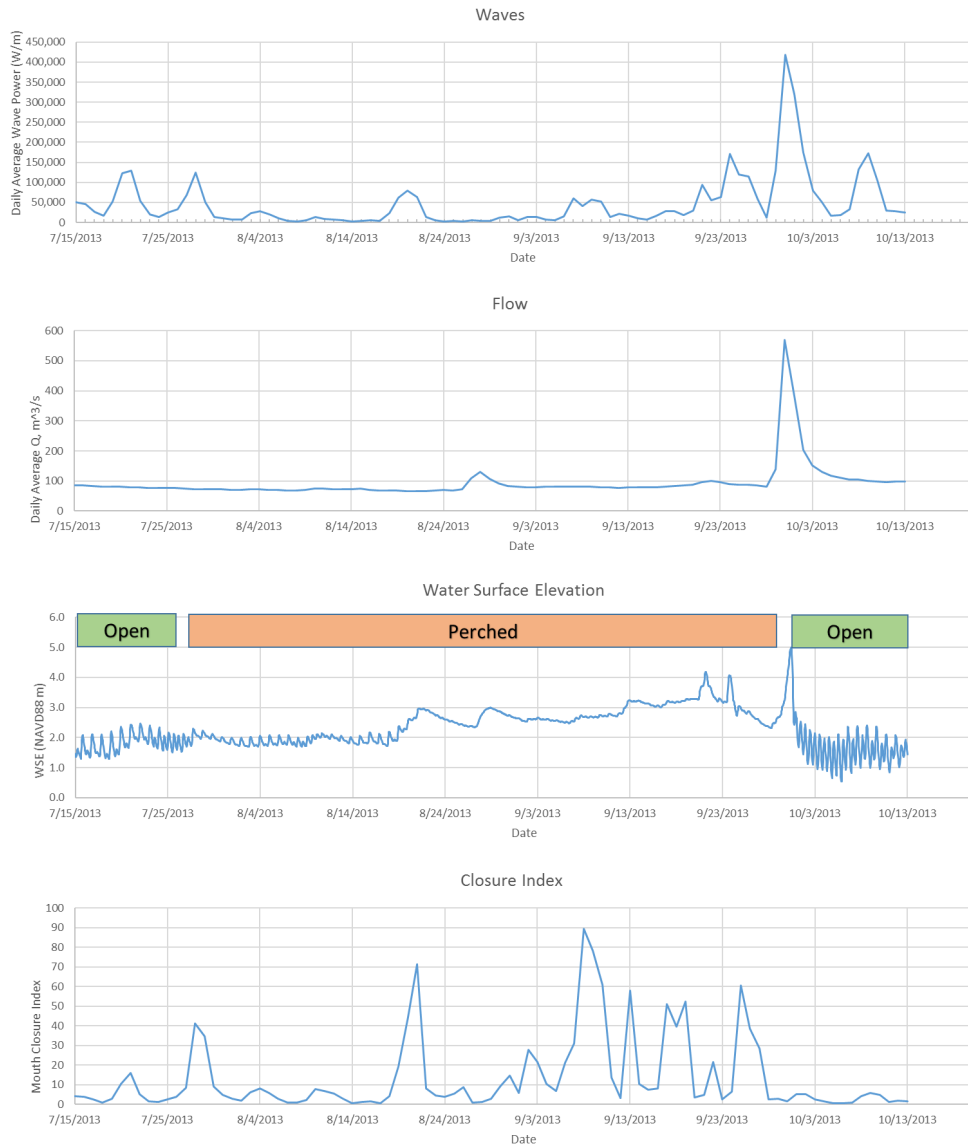 Waves
Daily Average Wave Power (W/m)
450,000
400,000
350,000
300,000
250,000
200,000
150,000
100,000
50,000
0
7/15/2013 7/25/2013 8/4/2013 8/14/2013 8/24/2013 9/3/2013 9/13/2013 9/23/2013 10/3/2013 10/13/2013
Date
Flow
Daily Average Q, m^3/s
600
500
400
300
200
100
0
7/15/2013 7/25/2013 8/4/2013 8/14/2013 8/24/2013 9/3/2013 9/13/2013 9/23/2013 10/3/2013 10/13/2013
Date
Water Surface Elevation
WSE (NAVD88 m)
6.0
Open Perched Open
5.0
4.0
3.0
2.0
1.0
0.0
7/15/2013 7/25/2013 8/4/2013 8/14/2013 8/24/2013 9/3/2013 9/13/2013 9/23/2013 10/3/2013 10/13/2013
Date
Closure Index
Mouth Closure Index
100
90
80
70
60
50
40
30
20
10
0
7/15/2013 7/25/2013 8/4/2013 8/14/2013 8/24/2013 9/3/2013 9/13/2013 9/23/2013 10/3/2013 10/13/2013
Date